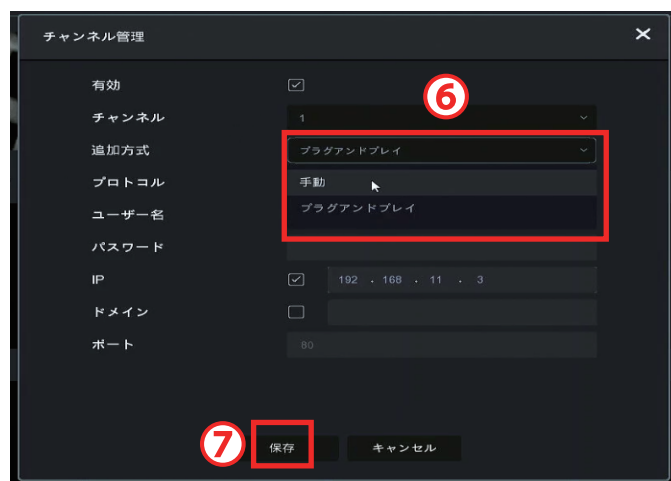 チャンネル管理 ×
有効
⑥
チャンネル 1
追加方式 プラグアンドプレイ
プロトコル 手動
ユーザー名 プラグアンドプレイ
パスワード
IP 192 . 168 . 11 . 3
ドメイン
ポート 80
⑦ 保存 キャンセル